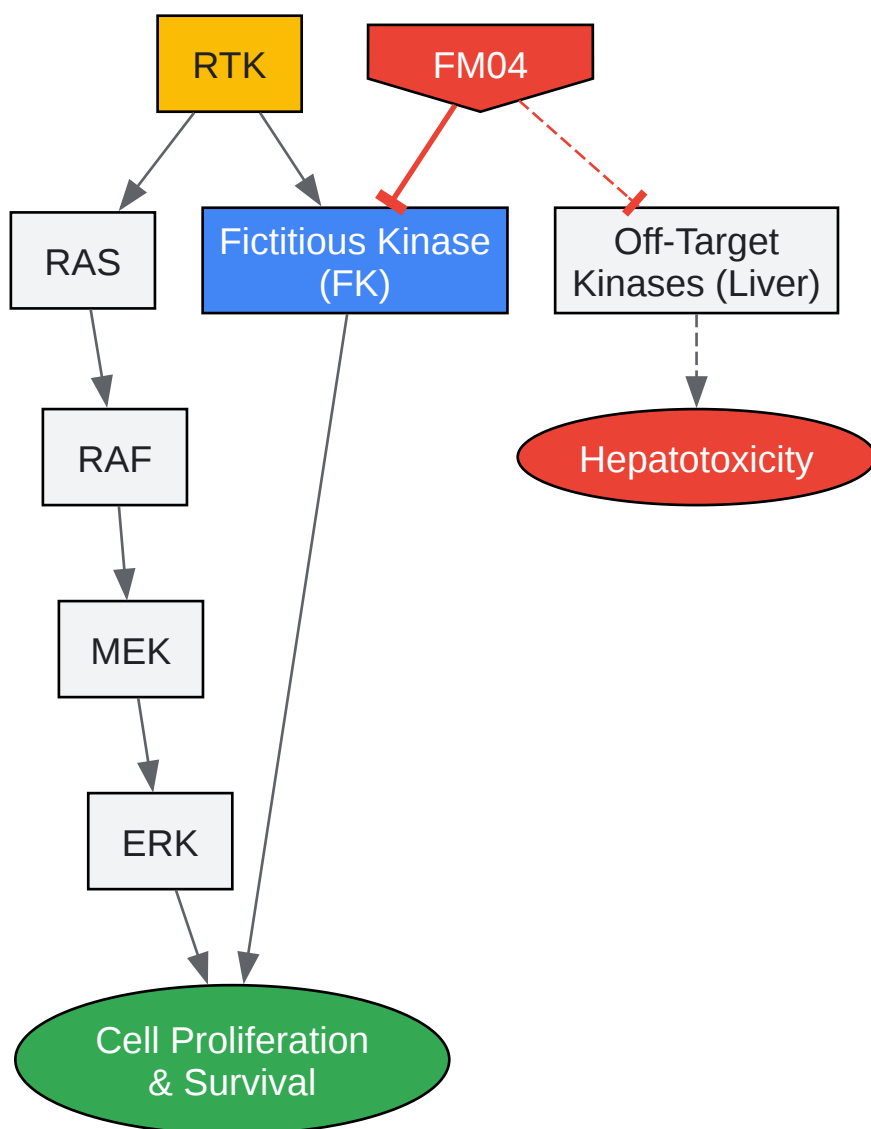 RTK
FM04
RAS
Fictitious Kinase
(FK)
Off-Target
Kinases (Liver)
RAF
Hepatotoxicity
MEK
ERK
Cell Proliferation
& Survival